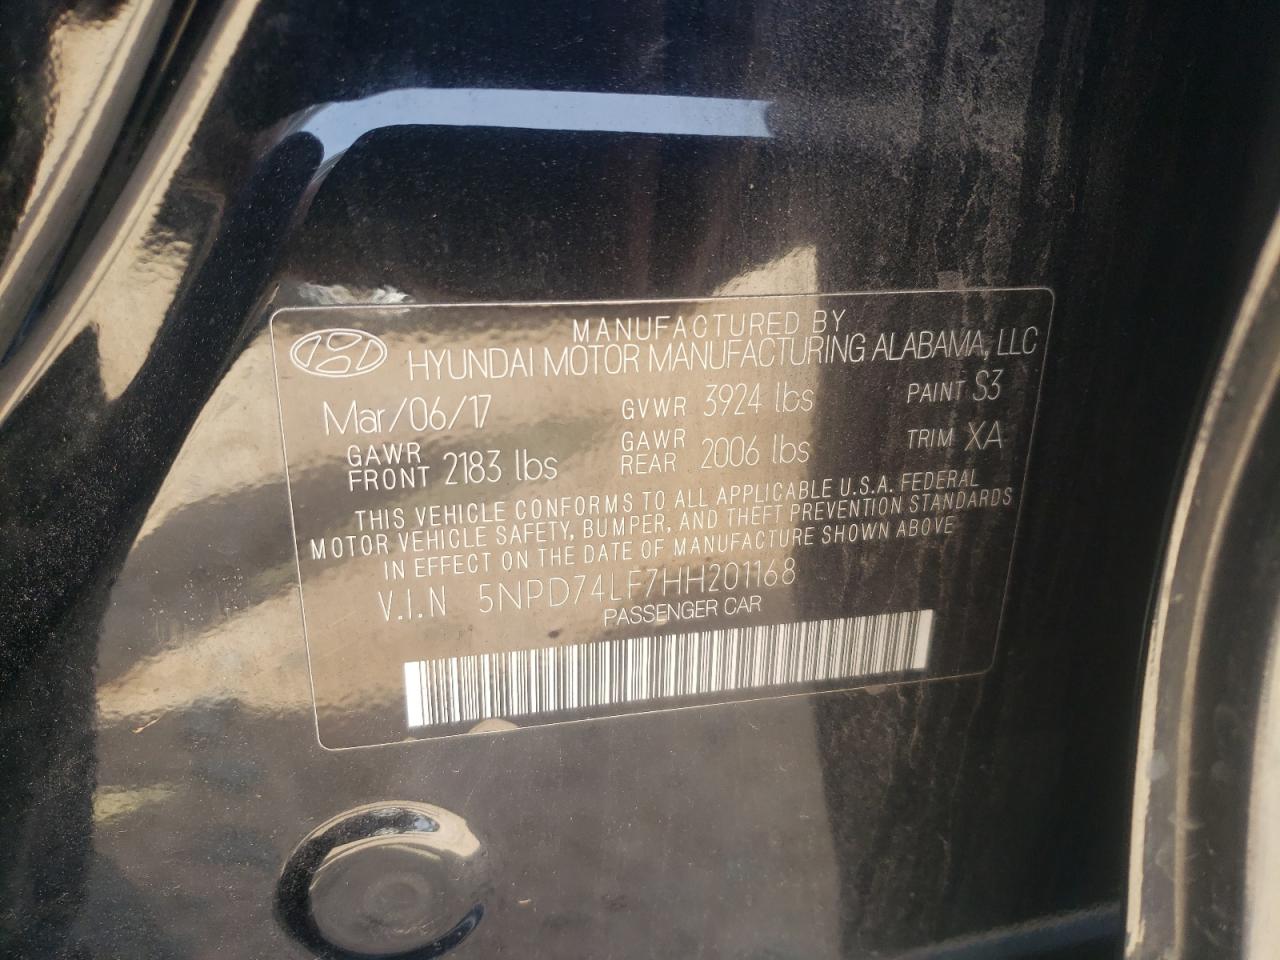 MANUFACTURED BY
HYUNDAI MOTOR MANUFACTURING ALABAMA, LLC
Mar/06/17 GVWR 3924 lbs PAINT S3
GAWR FRONT 2183 lbs GAWR REAR 2006 lbs TRIM XA
THIS VEHICLE CONFORMS TO ALL APPLICABLE U.S.A. FEDERAL
MOTOR VEHICLE SAFETY, BUMPER, AND THEFT PREVENTION STANDARDS
IN EFFECT ON THE DATE OF MANUFACTURE SHOWN ABOVE
V.I.N 5NPD74LF7HH201168
PASSENGER CAR